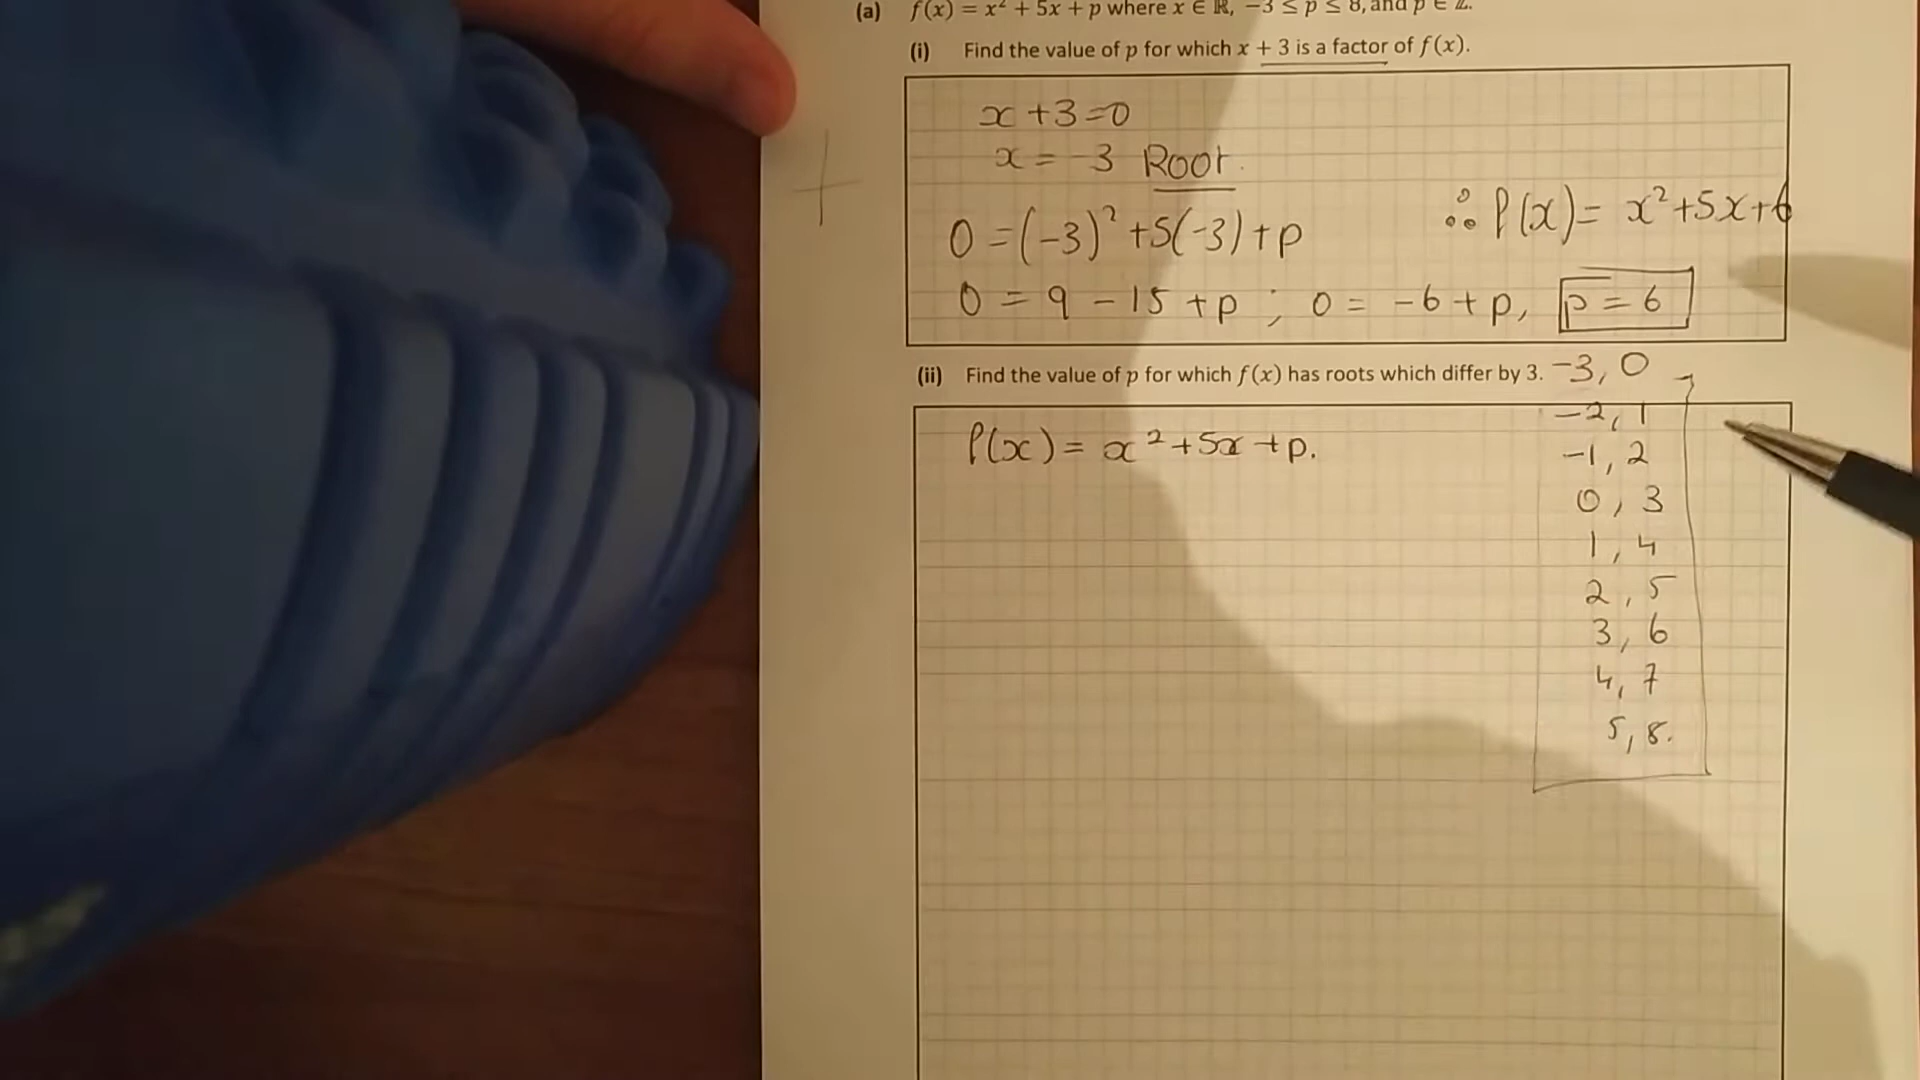 (a) f(x) = x² + 5x + p where x ∈ ℝ, −3 ≤ p ≤ 8, and p ∈ ℤ.
(i) Find the value of p for which x + 3 is a factor of f(x).
x + 3 = 0
x = -3 Root.
0 = (-3)² + 5(-3) + p
∴ f(x) = x² + 5x + 6
0 = 9 - 15 + p ; 0 = -6 + p, p = 6
(ii) Find the value of p for which f(x) has roots which differ by 3.
-3, 0
-2, 1
f(x) = x² + 5x + p.
-1, 2
0, 3
1, 4
2, 5
3, 6
4, 7
5, 8.